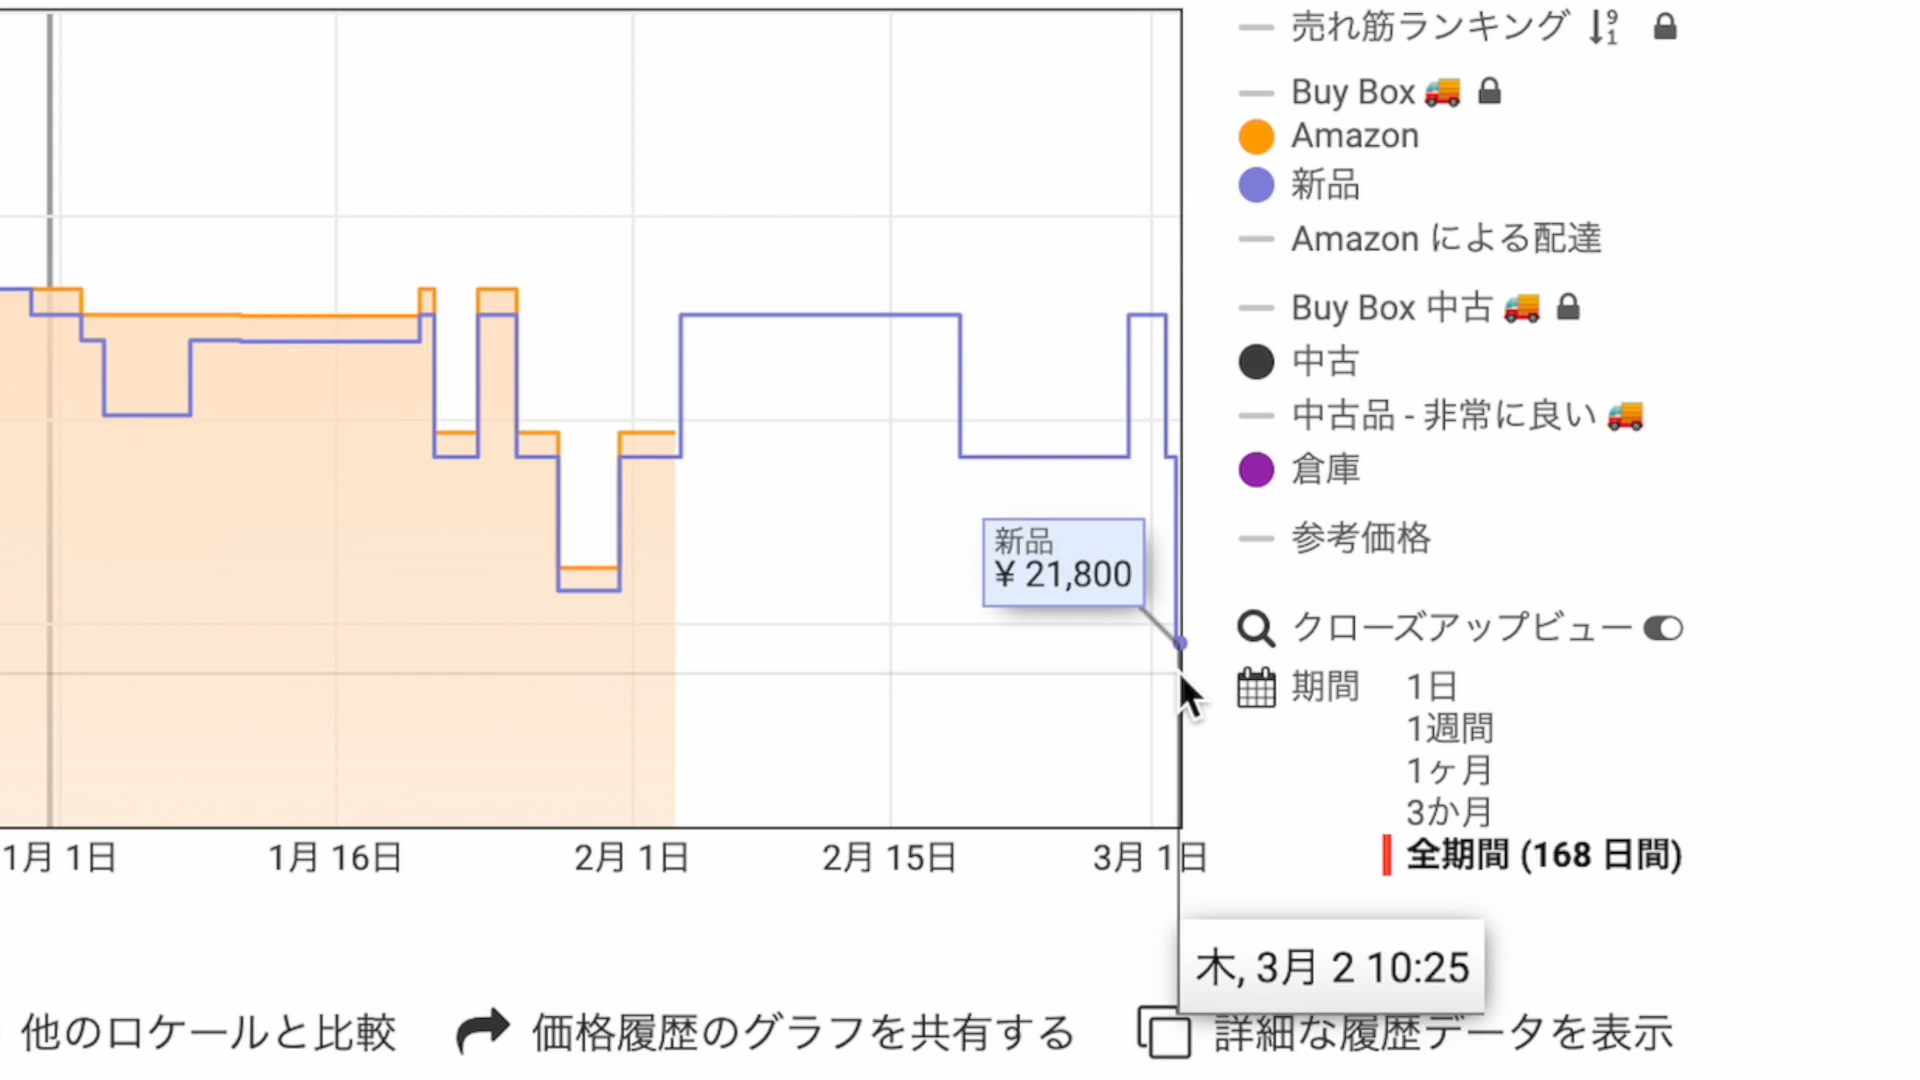 売れ筋ランキング
Buy Box
Amazon
新品
Amazon による配達
Buy Box 中古
中古
中古品 - 非常に良い
倉庫
参考価格
新品
¥ 21,800
クローズアップビュー
期間
1日
1週間
1ヶ月
3か月
全期間 (168 日間)
1月 1日
1月 16日
2月 1日
2月 15日
3月 1日
木, 3月 2 10:25
他のロケールと比較
価格履歴のグラフを共有する
詳細な履歴データを表示